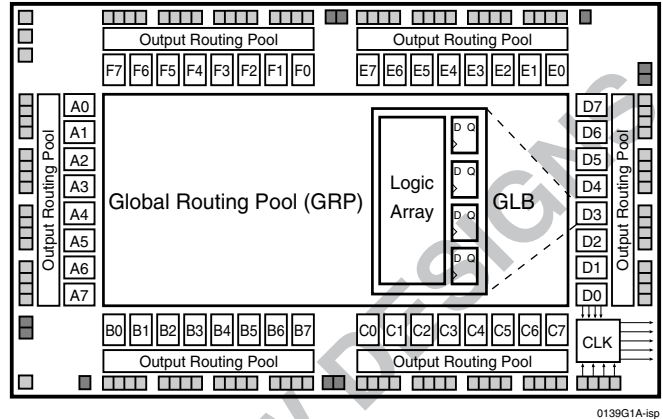 Output Routing Pool
Output Routing Pool
F7 F6 F5 F4 F3 F2 F1 F0
E7 E6 E5 E4 E3 E2 E1 E0
Output Routing Pool
A0
A1
A2
A3
A4
A5
A6
A7
Global Routing Pool (GRP)
Logic
Array
D Q
D Q
D Q
D Q
GLB
D7
D6
D5
D4
D3
D2
D1
D0
Output Routing Pool
CLK
B0 B1 B2 B3 B4 B5 B6 B7
C0 C1 C2 C3 C4 C5 C6 C7
Output Routing Pool
Output Routing Pool
0139G1A-isp
DESIGNS